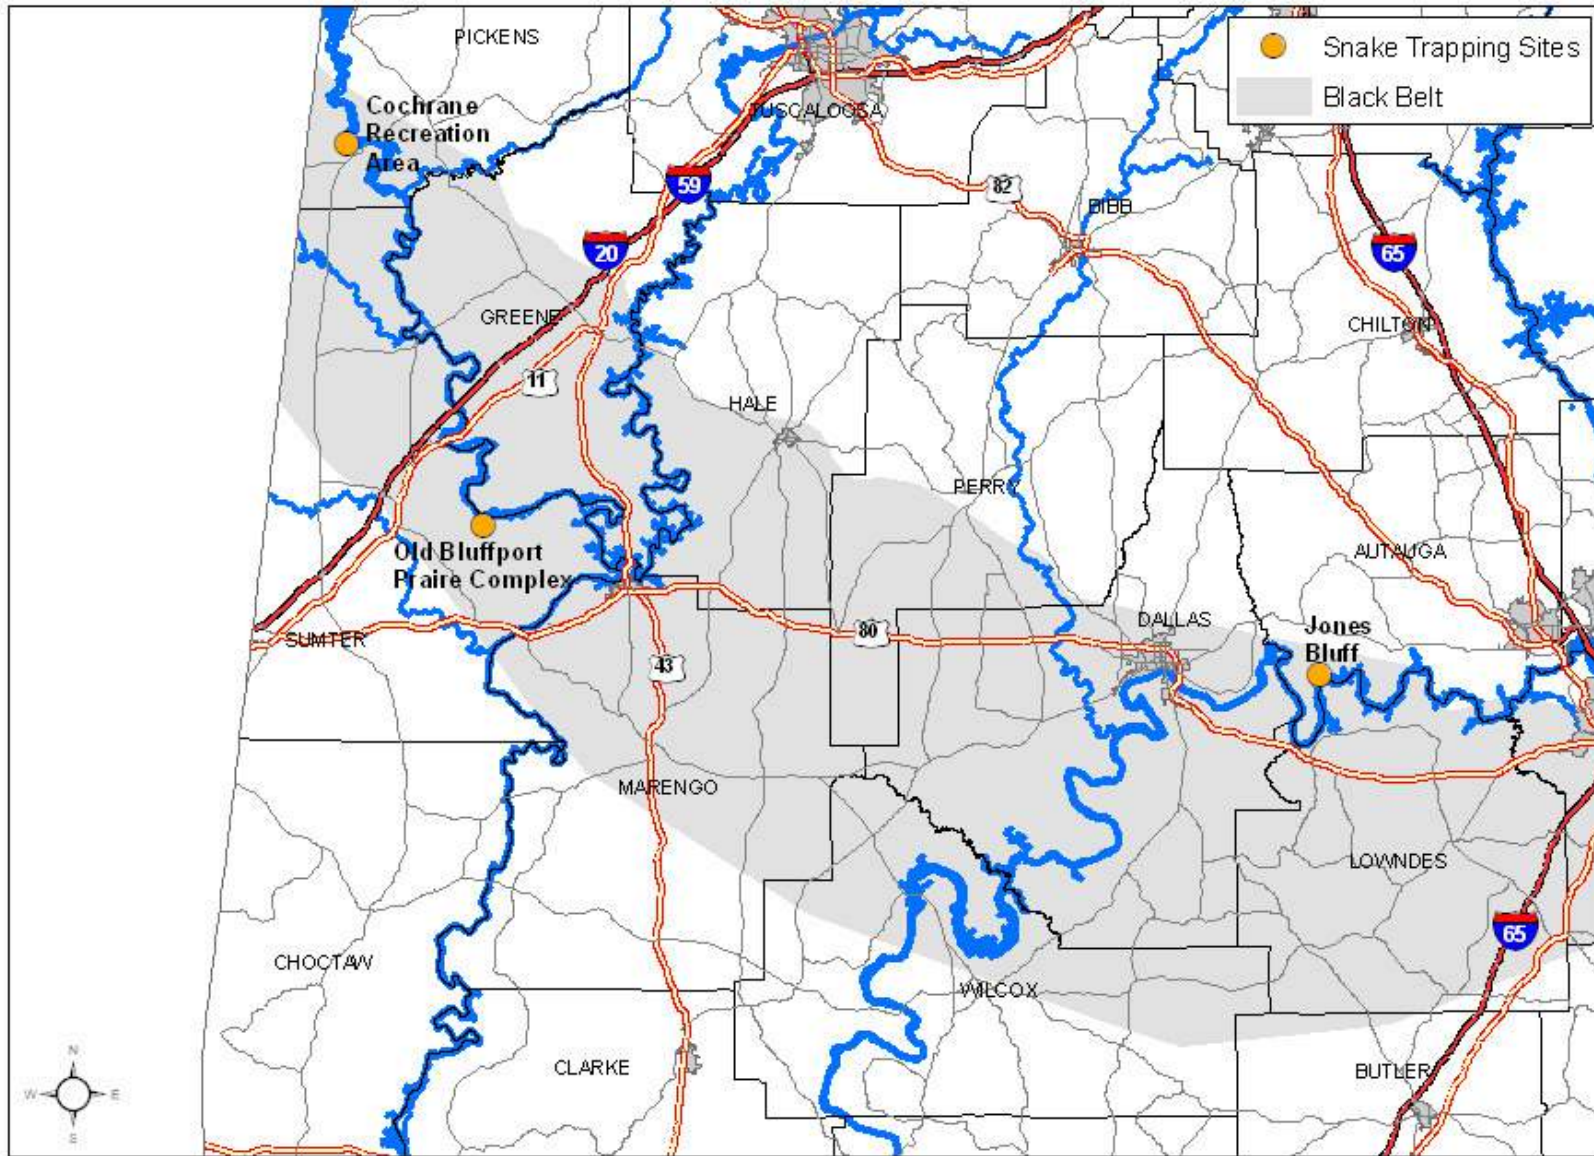 PICKENS
Snake Trapping Sites
Black Belt
Cochrane
Recreation
Area
TUSCALOOSA
59
82
BIBB
20
65
GREENE
CHILTON
11
HALE
PERRY
Old Bluffport
Praire Complex
AUTAUGA
SUMTER
80
DALLAS
Jones
Bluff
43
MARENGO
LOWNDES
65
CHOCTAW
WILCOX
CLARKE
BUTLER
N
W
E
S